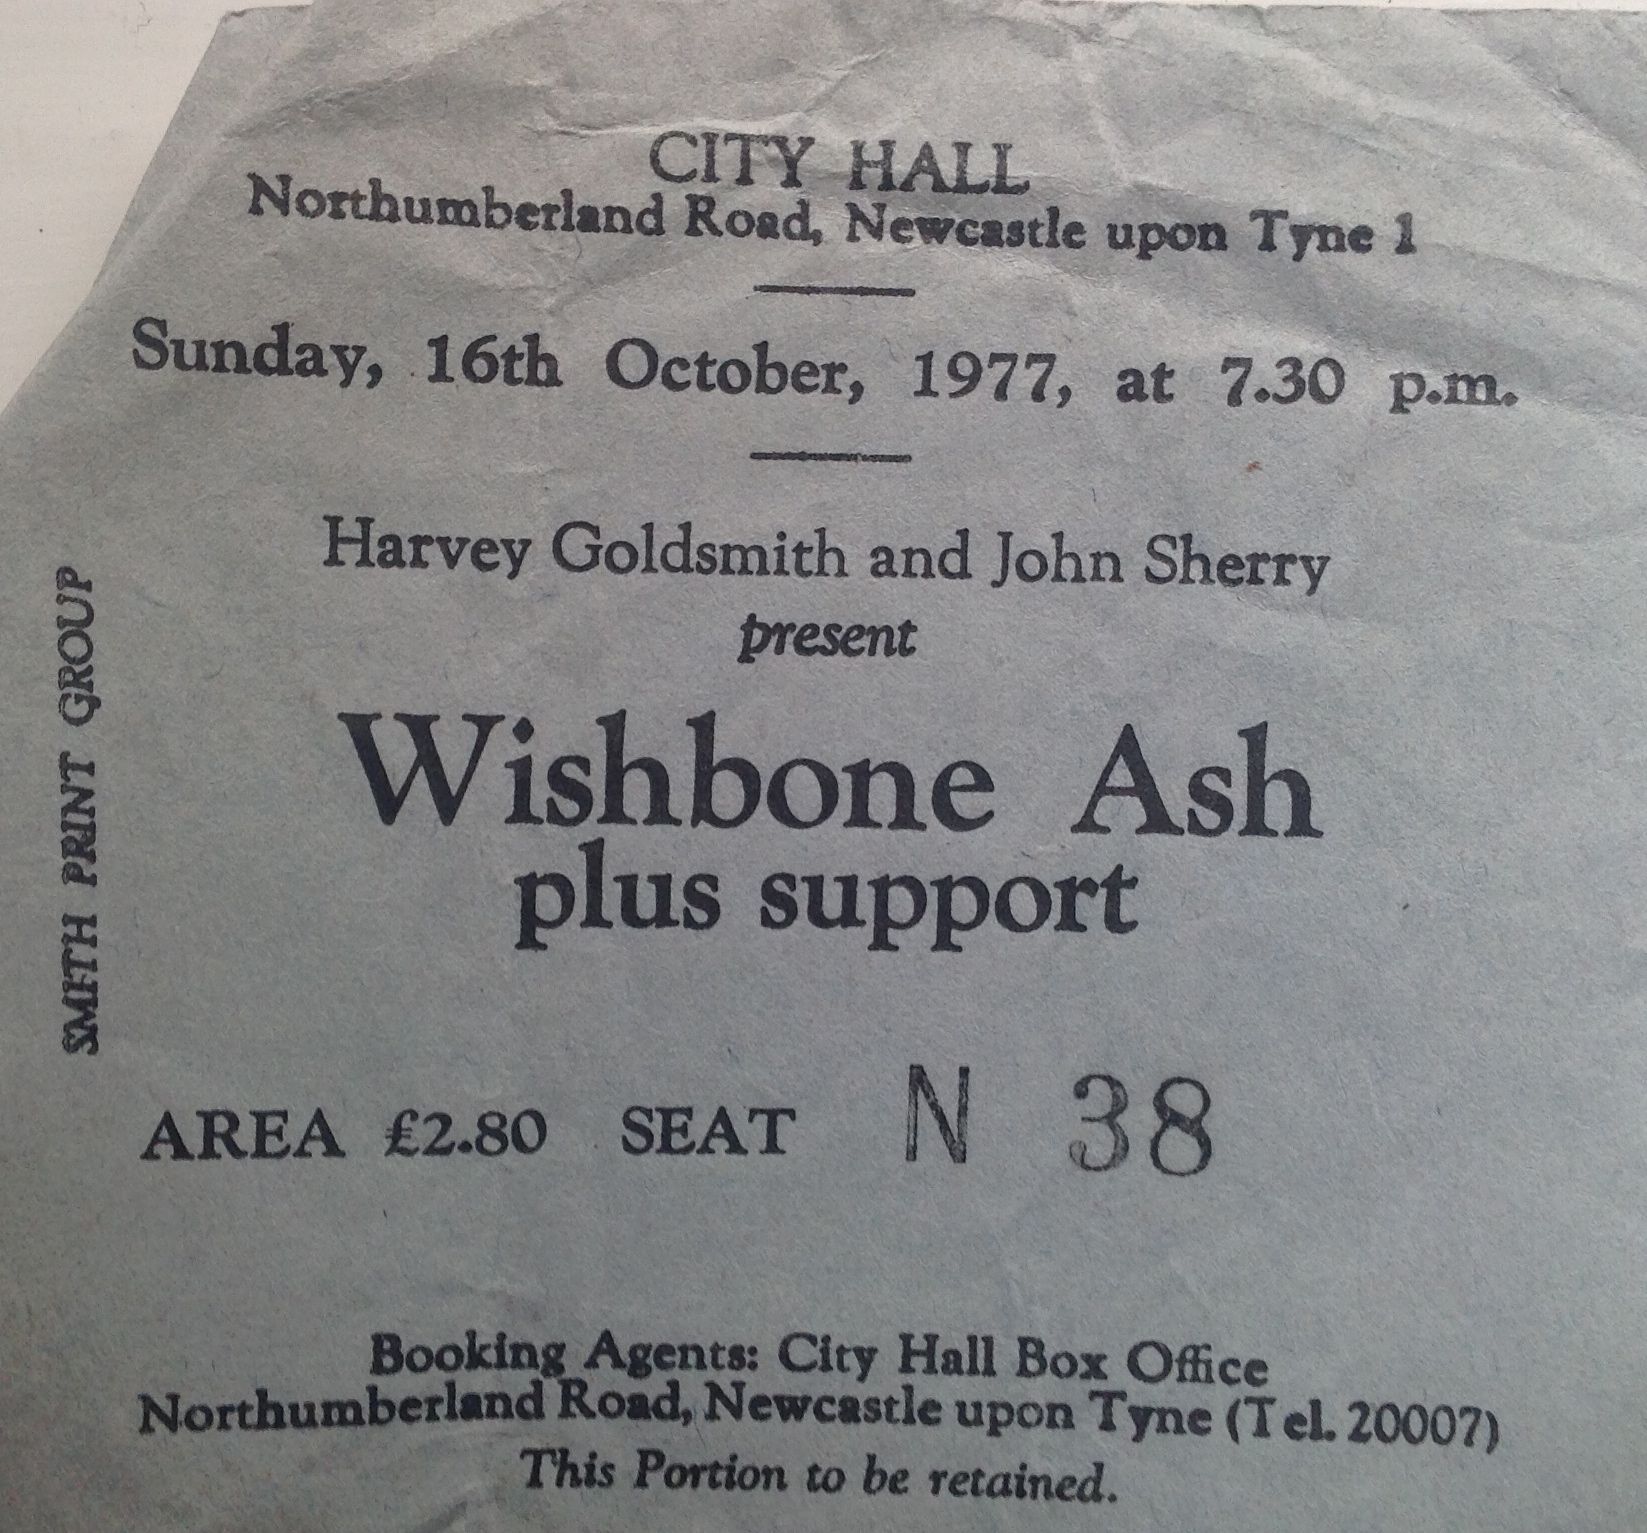 CITY HALL
Northumberland Road, Newcastle upon Tyne 1
Sunday, 16th October, 1977, at 7.30 p.m.
Harvey Goldsmith and John Sherry
present
Wishbone Ash
plus support
SMITH PRINT GROUP
AREA £2.80 SEAT N 38
Booking Agents: City Hall Box Office
Northumberland Road, Newcastle upon Tyne (Tel. 20007)
This Portion to be retained.